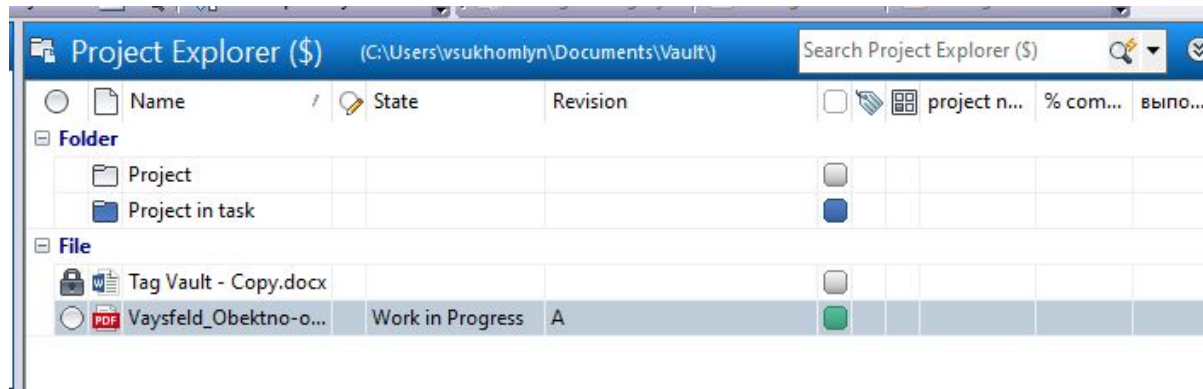 Project Explorer ($) (C:\Users\vsukhomlyn\Documents\Vault\) Search Project Explorer ($)
Name / State Revision project n... % com... выпо...
Folder
Project
Project in task
File
Tag Vault - Copy.docx
PDF Vaysfeld_Obektno-o... Work in Progress A